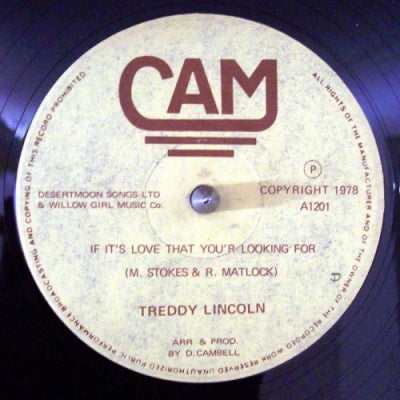 CAM
P
DESERTMOON SONGS LTD
& WILLOW GIRL MUSIC Co.
COPYRIGHT 1978
A1201
IF IT'S LOVE THAT YOU'R LOOKING FOR
(M. STOKES & R. MATLOCK)
TREDDY LINCOLN
ARR & PROD.
BY D. CAMBELL
ALL RIGHTS OF THE MANUFACTURER AND OF THE OWNER OF THE RECORDED WORK RESERVED UNAUTHORIZED PUBLIC PERFORMANCE BROADCASTING AND COPYING OF THIS RECORD PROHIBITED